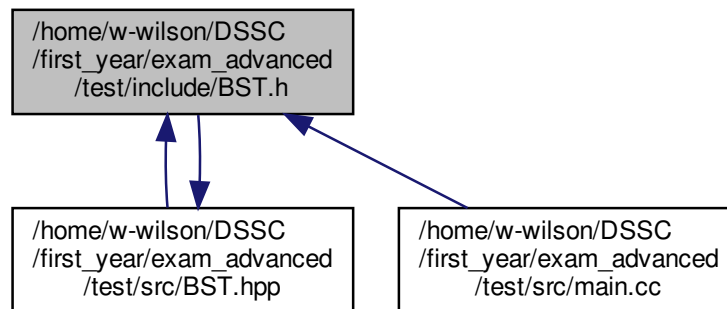 /home/w-wilson/DSSC
/first_year/exam_advanced
/test/include/BST.h
/home/w-wilson/DSSC
/first_year/exam_advanced
/test/src/BST.hpp
/home/w-wilson/DSSC
/first_year/exam_advanced
/test/src/main.cc